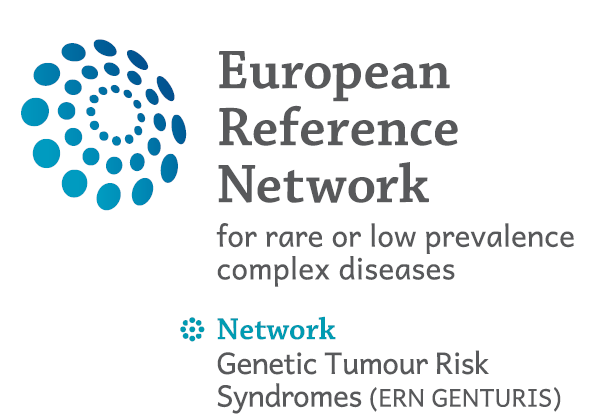 European
Reference
Network
for rare or low prevalence
complex diseases
Network
Genetic Tumour Risk
Syndromes (ERN GENTURIS)